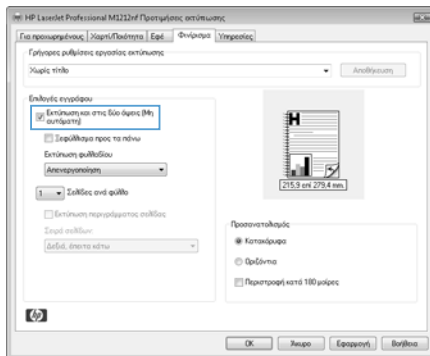 HP LaserJet Professional M1212nf Προτιμήσεις εκτύπωσης
Για προχωρημένους Χαρτί/Ποιότητα Εφέ Φινίρισμα Υπηρεσίες
Γρήγορες ρυθμίσεις εργασίας εκτύπωσης
Χωρίς τίτλο
Αποθήκευση
Επιλογές εγγράφου
Εκτύπωση και στις δύο όψεις (Μη
αυτόματη)
Ξεφύλλισμα προς τα πάνω
Εκτύπωση φυλλαδίου
Απενεργοποίηση
1 Σελίδες ανά φύλλο
Εκτύπωση περιγράμματος σελίδας
Σειρά σελίδων:
Δεξιά, έπειτα κάτω
H
215,9 επί 279,4 mm.
Προσανατολισμός
Κατακόρυφα
Οριζόντια
Περιστροφή κατά 180 μοίρες
hp
OK Άκυρο Εφαρμογή Βοήθεια